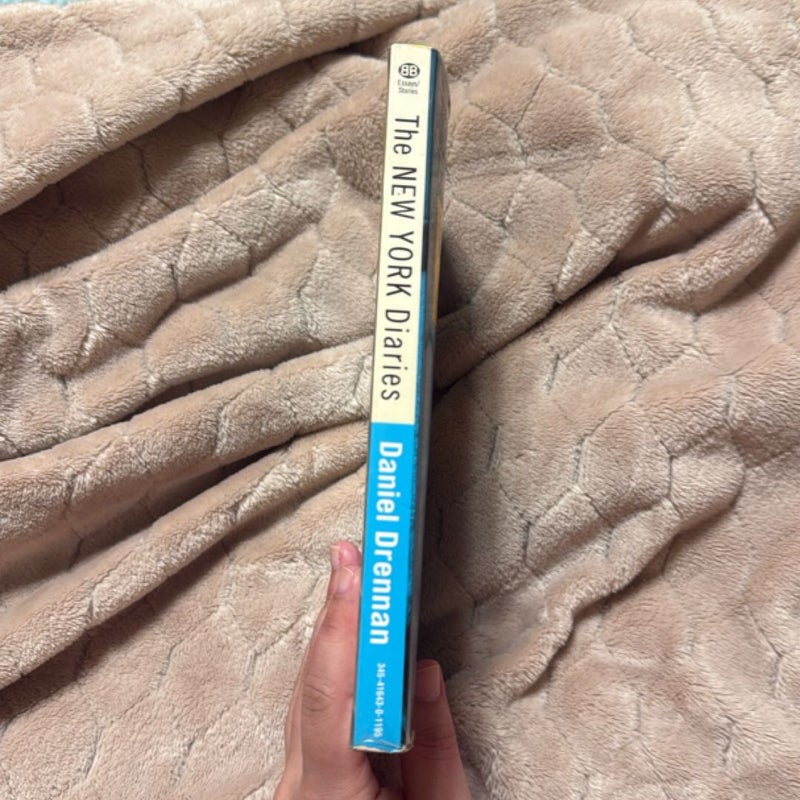 BB
Essays/
Stories
The NEW YORK Diaries
Daniel Drennan
345-41643-0-1195